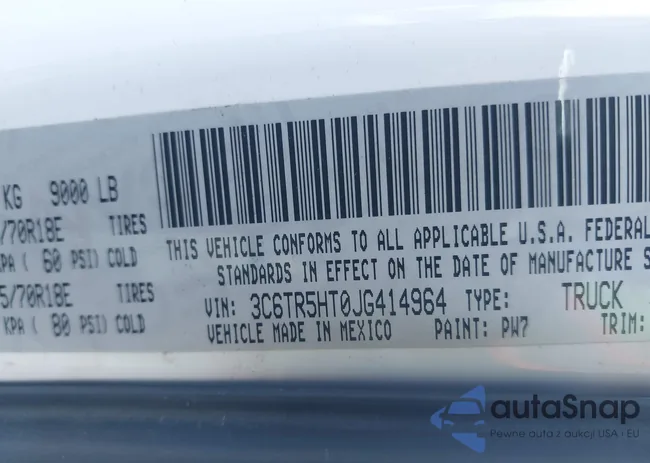 KG 9000 LB
/70R18E TIRES
KPA ( 60 PSI) COLD
5/70R18E TIRES
KPA ( 80 PSI) COLD
THIS VEHICLE CONFORMS TO ALL APPLICABLE U.S.A. FEDERAL
STANDARDS IN EFFECT ON THE DATE OF MANUFACTURE S
VIN: 3C6TR5HT0JG414964 TYPE: TRUCK
VEHICLE MADE IN MEXICO PAINT: PW7 TRIM:
autaSnap
Pewne auta z aukcji USA i EU